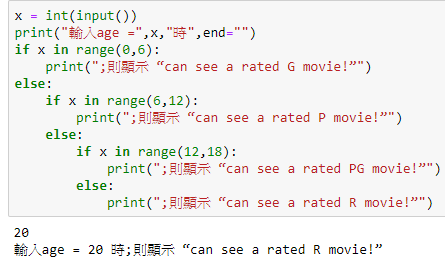 x = int(input())
print("輸入age =",x,"時",end="")
if x in range(0,6):
    print(";則顯示 “can see a rated G movie!”")
else:
    if x in range(6,12):
        print(";則顯示 “can see a rated P movie!”")
    else:
        if x in range(12,18):
            print(";則顯示 “can see a rated PG movie!”")
        else:
            print(";則顯示 “can see a rated R movie!”")
20
輸入age = 20 時;則顯示 “can see a rated R movie!”